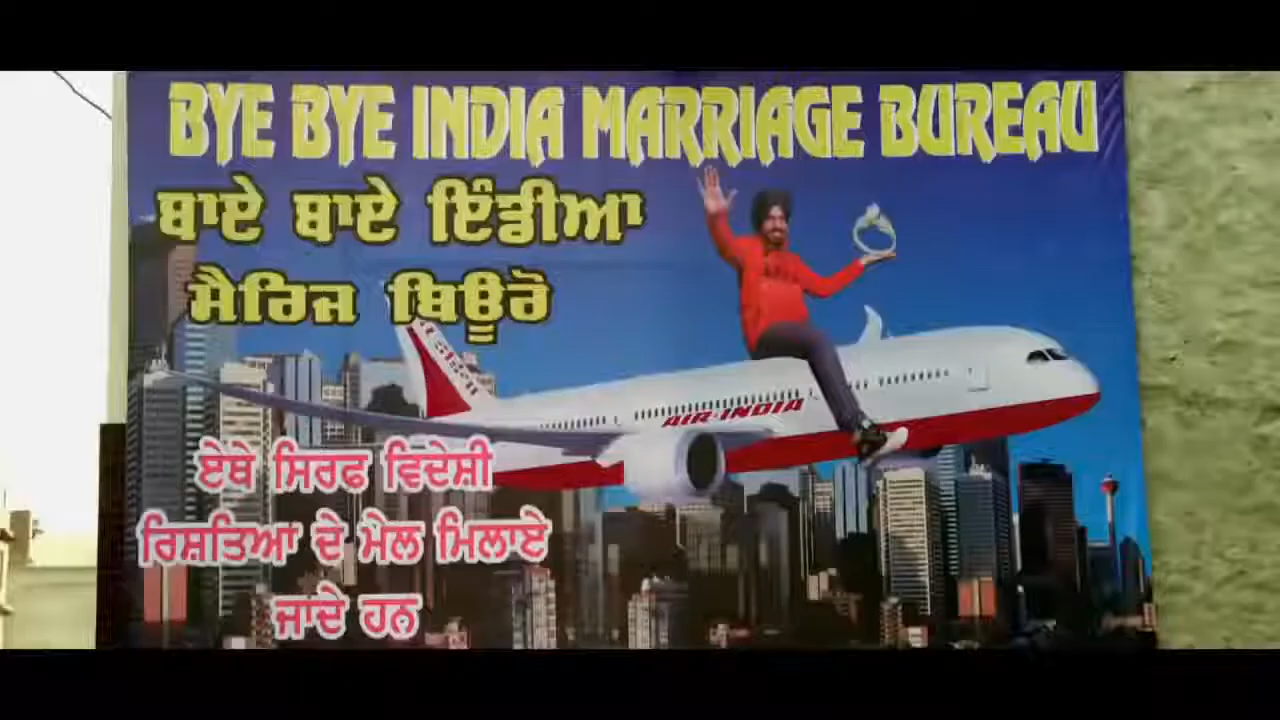 BYE BYE INDIA MARRIAGE BUREAU
ਬਾਏ ਬਾਏ ਇੰਡੀਆ
ਮੈਰਿਜ ਬਿਊਰੋ
AIR-INDIA
ਏਥੇ ਸਿਰਫ ਵਿਦੇਸ਼ੀ
ਰਿਸ਼ਤਿਆ ਦੇ ਮੇਲ ਮਿਲਾਏ
ਜਾਂਦੇ ਹਨ